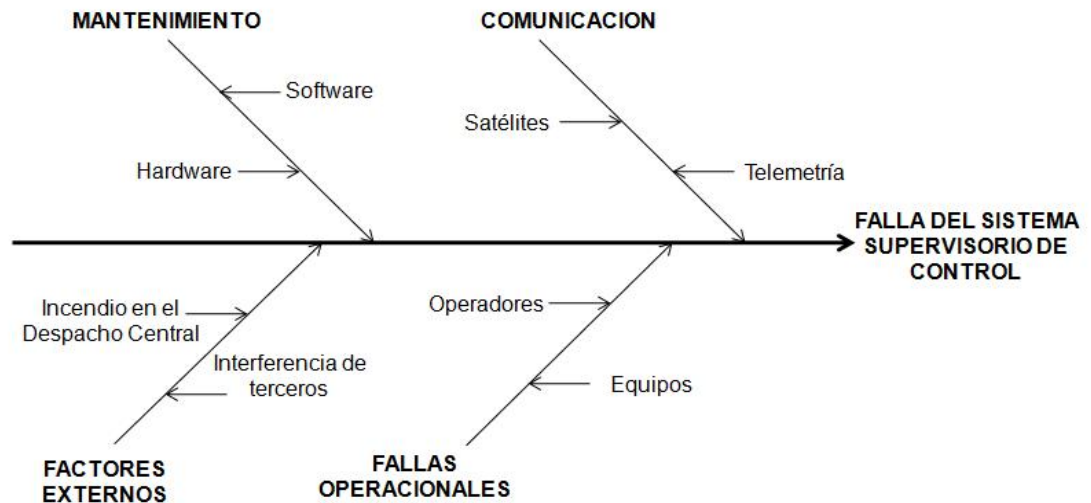 MANTENIMIENTO
COMUNICACION
Software
Satélites
Hardware
Telemetría
FALLA DEL SISTEMA
SUPERVISORIO DE
CONTROL
Incendio en el
Despacho Central
Operadores
Interferencia de
terceros
Equipos
FACTORES
EXTERNOS
FALLAS
OPERACIONALES